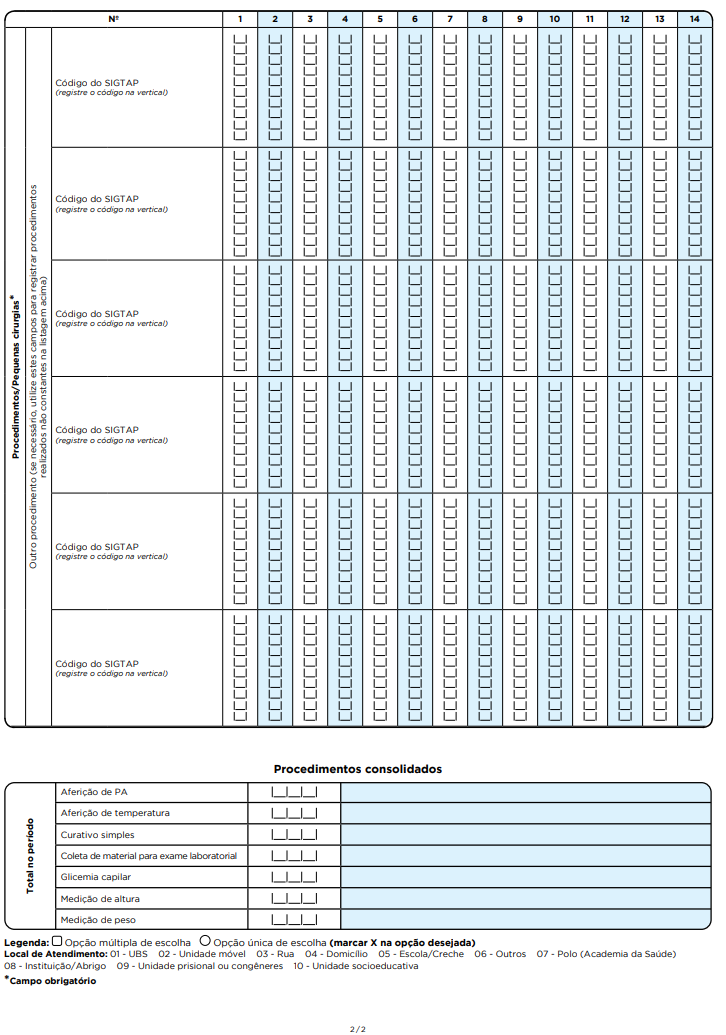 Nº 1 2 3 4 5 6 7 8 9 10 11 12 13 14
Procedimentos/Pequenas cirurgias*
Outro procedimento (se necessário, utilize estes campos para registrar procedimentos
realizados não constantes na listagem acima)
Código do SIGTAP
(registre o código na vertical)
Código do SIGTAP
(registre o código na vertical)
Código do SIGTAP
(registre o código na vertical)
Código do SIGTAP
(registre o código na vertical)
Código do SIGTAP
(registre o código na vertical)
Código do SIGTAP
(registre o código na vertical)
Procedimentos consolidados
Total no período
Aferição de PA
Aferição de temperatura
Curativo simples
Coleta de material para exame laboratorial
Glicemia capilar
Medição de altura
Medição de peso
Legenda: Opção múltipla de escolha Opção única de escolha (marcar X na opção desejada)
Local de Atendimento: 01 - UBS 02 - Unidade móvel 03 - Rua 04 - Domicílio 05 - Escola/Creche 06 - Outros 07 - Polo (Academia da Saúde)
08 - Instituição/Abrigo 09 - Unidade prisional ou congêneres 10 - Unidade socioeducativa
*Campo obrigatório
2 / 2